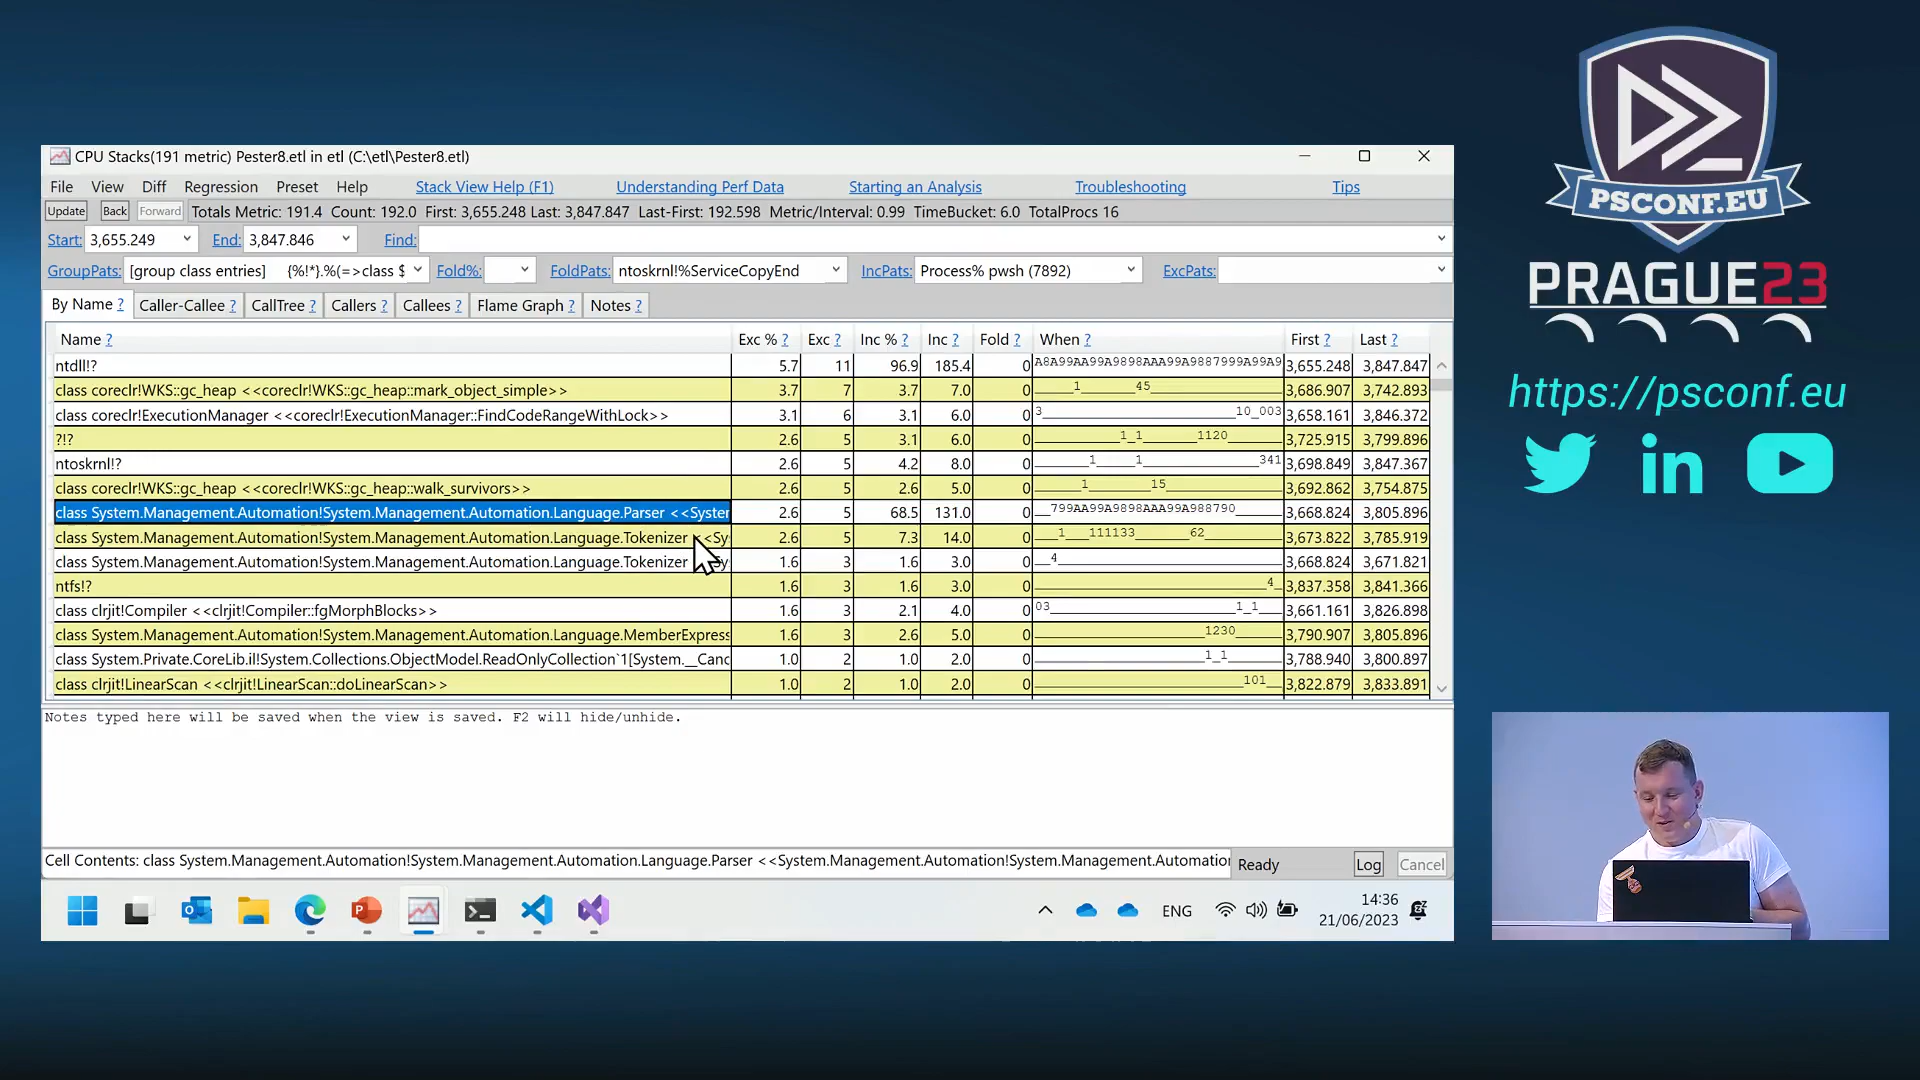 CPU Stacks(191 metric) Pester8.etl in etl (C:\etl\Pester8.etl)
File View Diff Regression Preset Help Stack View Help (F1) Understanding Perf Data Starting an Analysis Troubleshooting Tips
Update Back Forward Totals Metric: 191.4 Count: 192.0 First: 3,655.248 Last: 3,847.847 Last-First: 192.598 Metric/Interval: 0.99 TimeBucket: 6.0 TotalProcs 16
Start: 3,655.249 End: 3,847.846 Find:
GroupPats: [group class entries] {%!*}.%(=>class $ Fold%: FoldPats: ntoskrnl!%ServiceCopyEnd IncPats: Process% pwsh (7892) ExcPats:
By Name ? Caller-Callee ? CallTree ? Callers ? Callees ? Flame Graph ? Notes ?
Name ? Exc % ? Exc ? Inc % ? Inc ? Fold ? When ? First ? Last ?
ntdll!? 5.7 11 96.9 185.4 0 A8A99AA99A9898AAA99A9887999A99A9 3,655.248 3,847.847
class coreclr!WKS::gc_heap <<coreclr!WKS::gc_heap::mark_object_simple>> 3.7 7 3.7 7.0 0 _____1_______45_________________ 3,686.907 3,742.893
class coreclr!ExecutionManager <<coreclr!ExecutionManager::FindCodeRangeWithLock>> 3.1 6 3.1 6.0 0 3_________________________10_003 3,658.161 3,846.372
?!? 2.6 5 3.1 6.0 0 ___________1_1_______1120_______ 3,725.915 3,799.896
ntoskrnl!? 2.6 5 4.2 8.0 0 _______1_____1_______________341 3,698.849 3,847.367
class coreclr!WKS::gc_heap <<coreclr!WKS::gc_heap::walk_survivors>> 2.6 5 2.6 5.0 0 ______1________15_______________ 3,692.862 3,754.875
class System.Management.Automation!System.Management.Automation.Language.Parser <<System 2.6 5 68.5 131.0 0 __799AA99A9898AAA99A988790______ 3,668.824 3,805.896
class System.Management.Automation!System.Management.Automation.Language.Tokenizer <<Sy 2.6 5 7.3 14.0 0 ___1___111133_______62__________ 3,673.822 3,785.919
class System.Management.Automation!System.Management.Automation.Language.Tokenizer 1.6 3 1.6 3.0 0 __4_____________________________ 3,668.824 3,671.821
ntfs!? 1.6 3 1.6 3.0 0 ______________________________4_ 3,837.358 3,841.366
class clrjit!Compiler <<clrjit!Compiler::fgMorphBlocks>> 1.6 3 2.1 4.0 0 03________________________1_1___ 3,661.161 3,826.898
class System.Management.Automation!System.Management.Automation.Language.MemberExpress 1.6 3 2.6 5.0 0 ______________________1230______ 3,790.907 3,805.896
class System.Private.CoreLib.il!System.Collections.ObjectModel.ReadOnlyCollection`1[System.__Canc 1.0 2 1.0 2.0 0 ______________________1_1_______ 3,788.940 3,800.897
class clrjit!LinearScan <<clrjit!LinearScan::doLinearScan>> 1.0 2 1.0 2.0 0 ___________________________101__ 3,822.879 3,833.891
Notes typed here will be saved when the view is saved. F2 will hide/unhide.
Cell Contents: class System.Management.Automation!System.Management.Automation.Language.Parser <<System.Management.Automation!System.Management.Automation Ready Log Cancel
ENG 14:36
21/06/2023
PSCONF.EU
PRAGUE23
https://psconf.eu
in